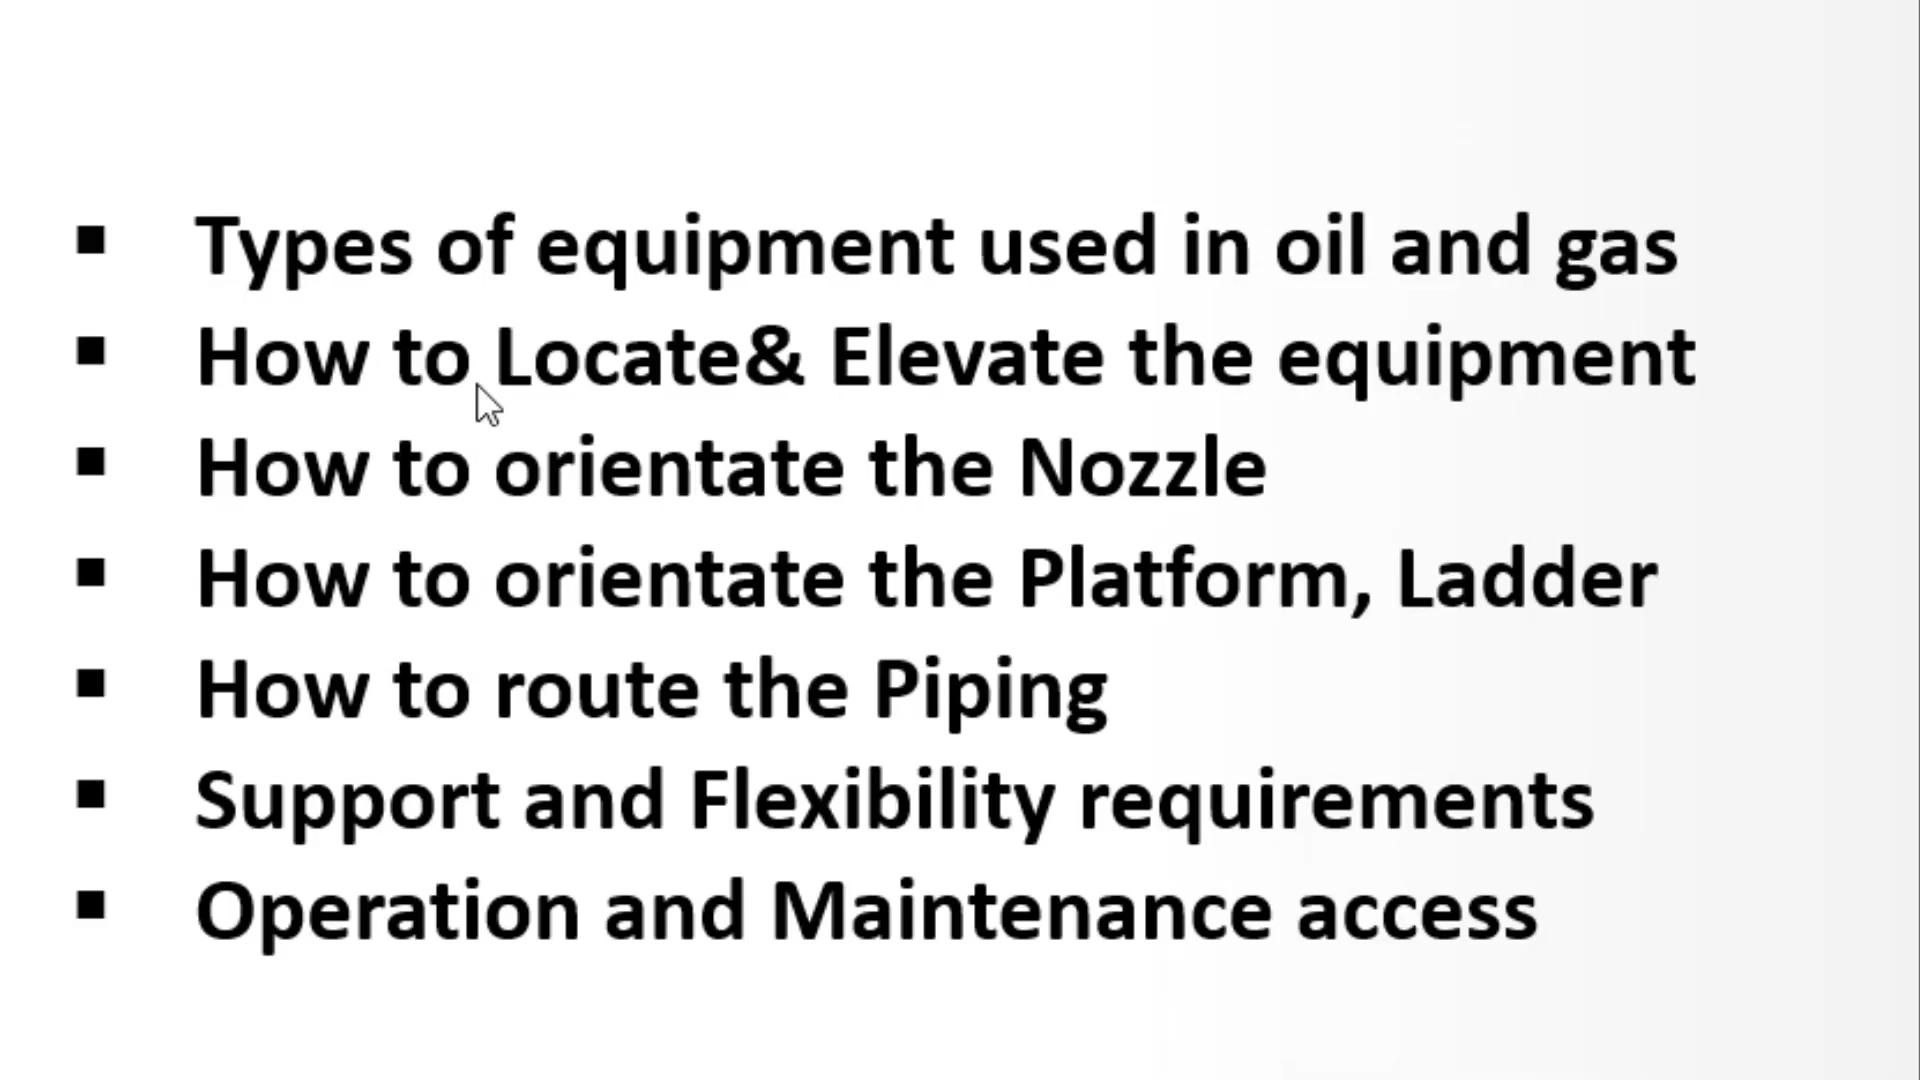 ▪ Types of equipment used in oil and gas
▪ How to Locate& Elevate the equipment
▪ How to orientate the Nozzle
▪ How to orientate the Platform, Ladder
▪ How to route the Piping
▪ Support and Flexibility requirements
▪ Operation and Maintenance access